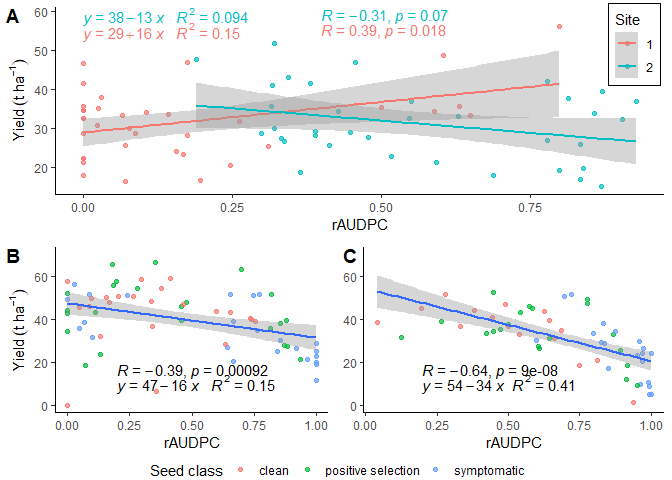 A
y = 38−13 x R² = 0.094
y = 29+16 x R² = 0.15
R = −0.31, p = 0.07
R = 0.39, p = 0.018
Site
1
2
60
50
40
30
20
Yield (t ha⁻¹)
0.00 0.25 0.50 0.75
rAUDPC
B
60
40
20
0
Yield (t ha⁻¹)
R = −0.39, p = 0.00092
y = 47−16 x R² = 0.15
0.00 0.25 0.50 0.75 1.00
rAUDPC
C
60
40
20
0
R = −0.64, p = 9e-08
y = 54−34 x R² = 0.41
0.00 0.25 0.50 0.75 1.00
rAUDPC
Seed class clean positive selection symptomatic